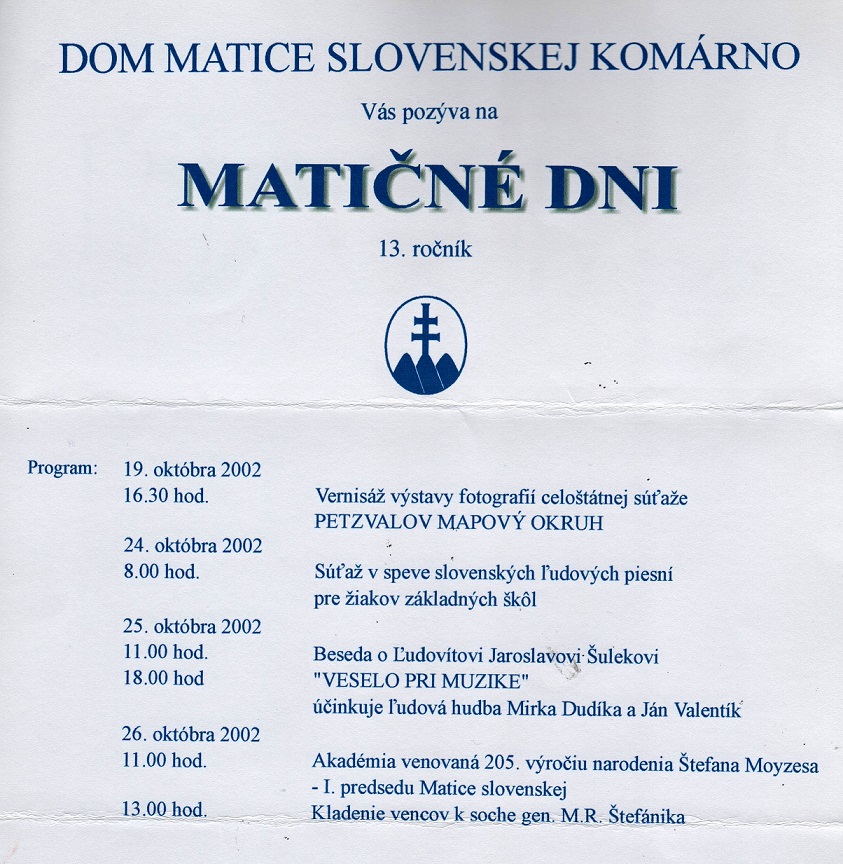 DOM MATICE SLOVENSKEJ KOMÁRNO
Vás pozýva na
MATIČNÉ DNI
13. ročník
Program: 19. októbra 2002
16.30 hod. Vernisáž výstavy fotografií celoštátnej súťaže
PETZVALOV MAPOVÝ OKRUH
24. októbra 2002
8.00 hod. Súťaž v speve slovenských ľudových piesní
pre žiakov základných škôl
25. októbra 2002
11.00 hod. Beseda o Ľudovítovi Jaroslavovi Šulekovi
18.00 hod "VESELO PRI MUZIKE"
účinkuje ľudová hudba Mirka Dudíka a Ján Valentík
26. októbra 2002
11.00 hod. Akadémia venovaná 205. výročiu narodenia Štefana Moyzesa
- I. predsedu Matice slovenskej
13.00 hod. Kladenie vencov k soche gen. M.R. Štefánika